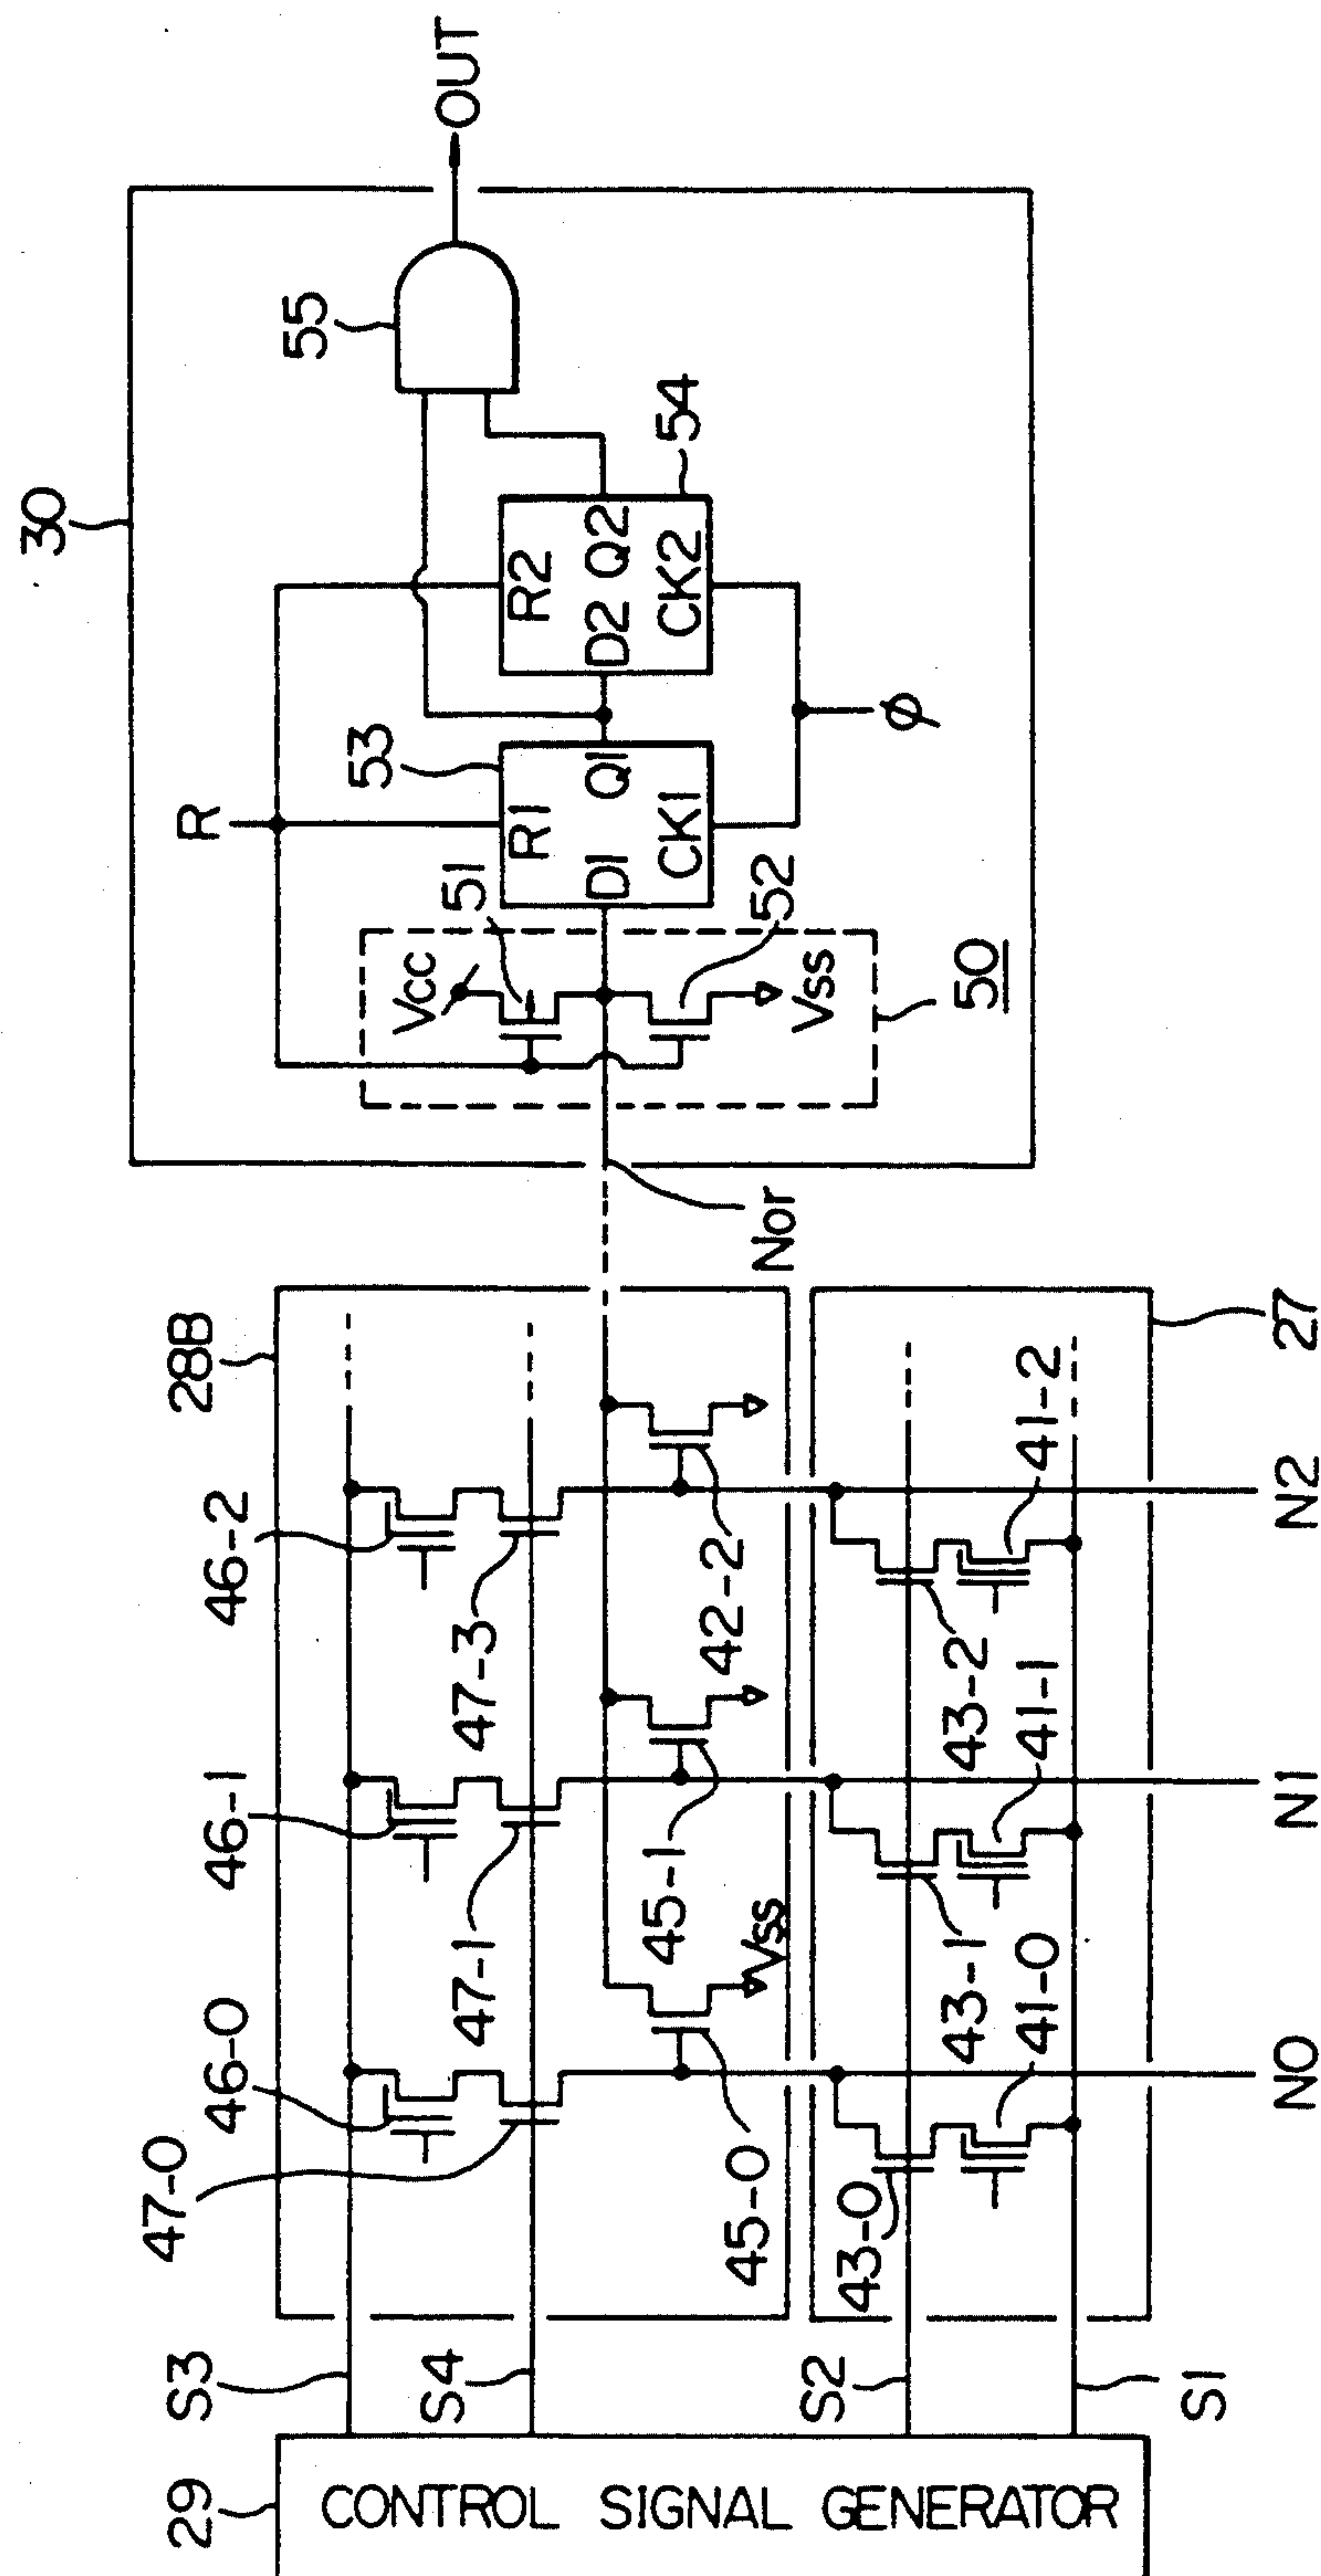 29
CONTROL SIGNAL GENERATOR
S3
S4
S2
S1
28B
47-0
46-0
46-1
46-2
47-1
47-3
45-0
45-1
42-2
Vss
43-0
41-0
43-1
41-1
43-2
41-2
27
N0
N1
N2
Nor
30
R
Vcc
51
52
Vss
50
53
R1
D1 Q1
CK1
54
R2
D2 Q2
CK2
φ
55
OUT